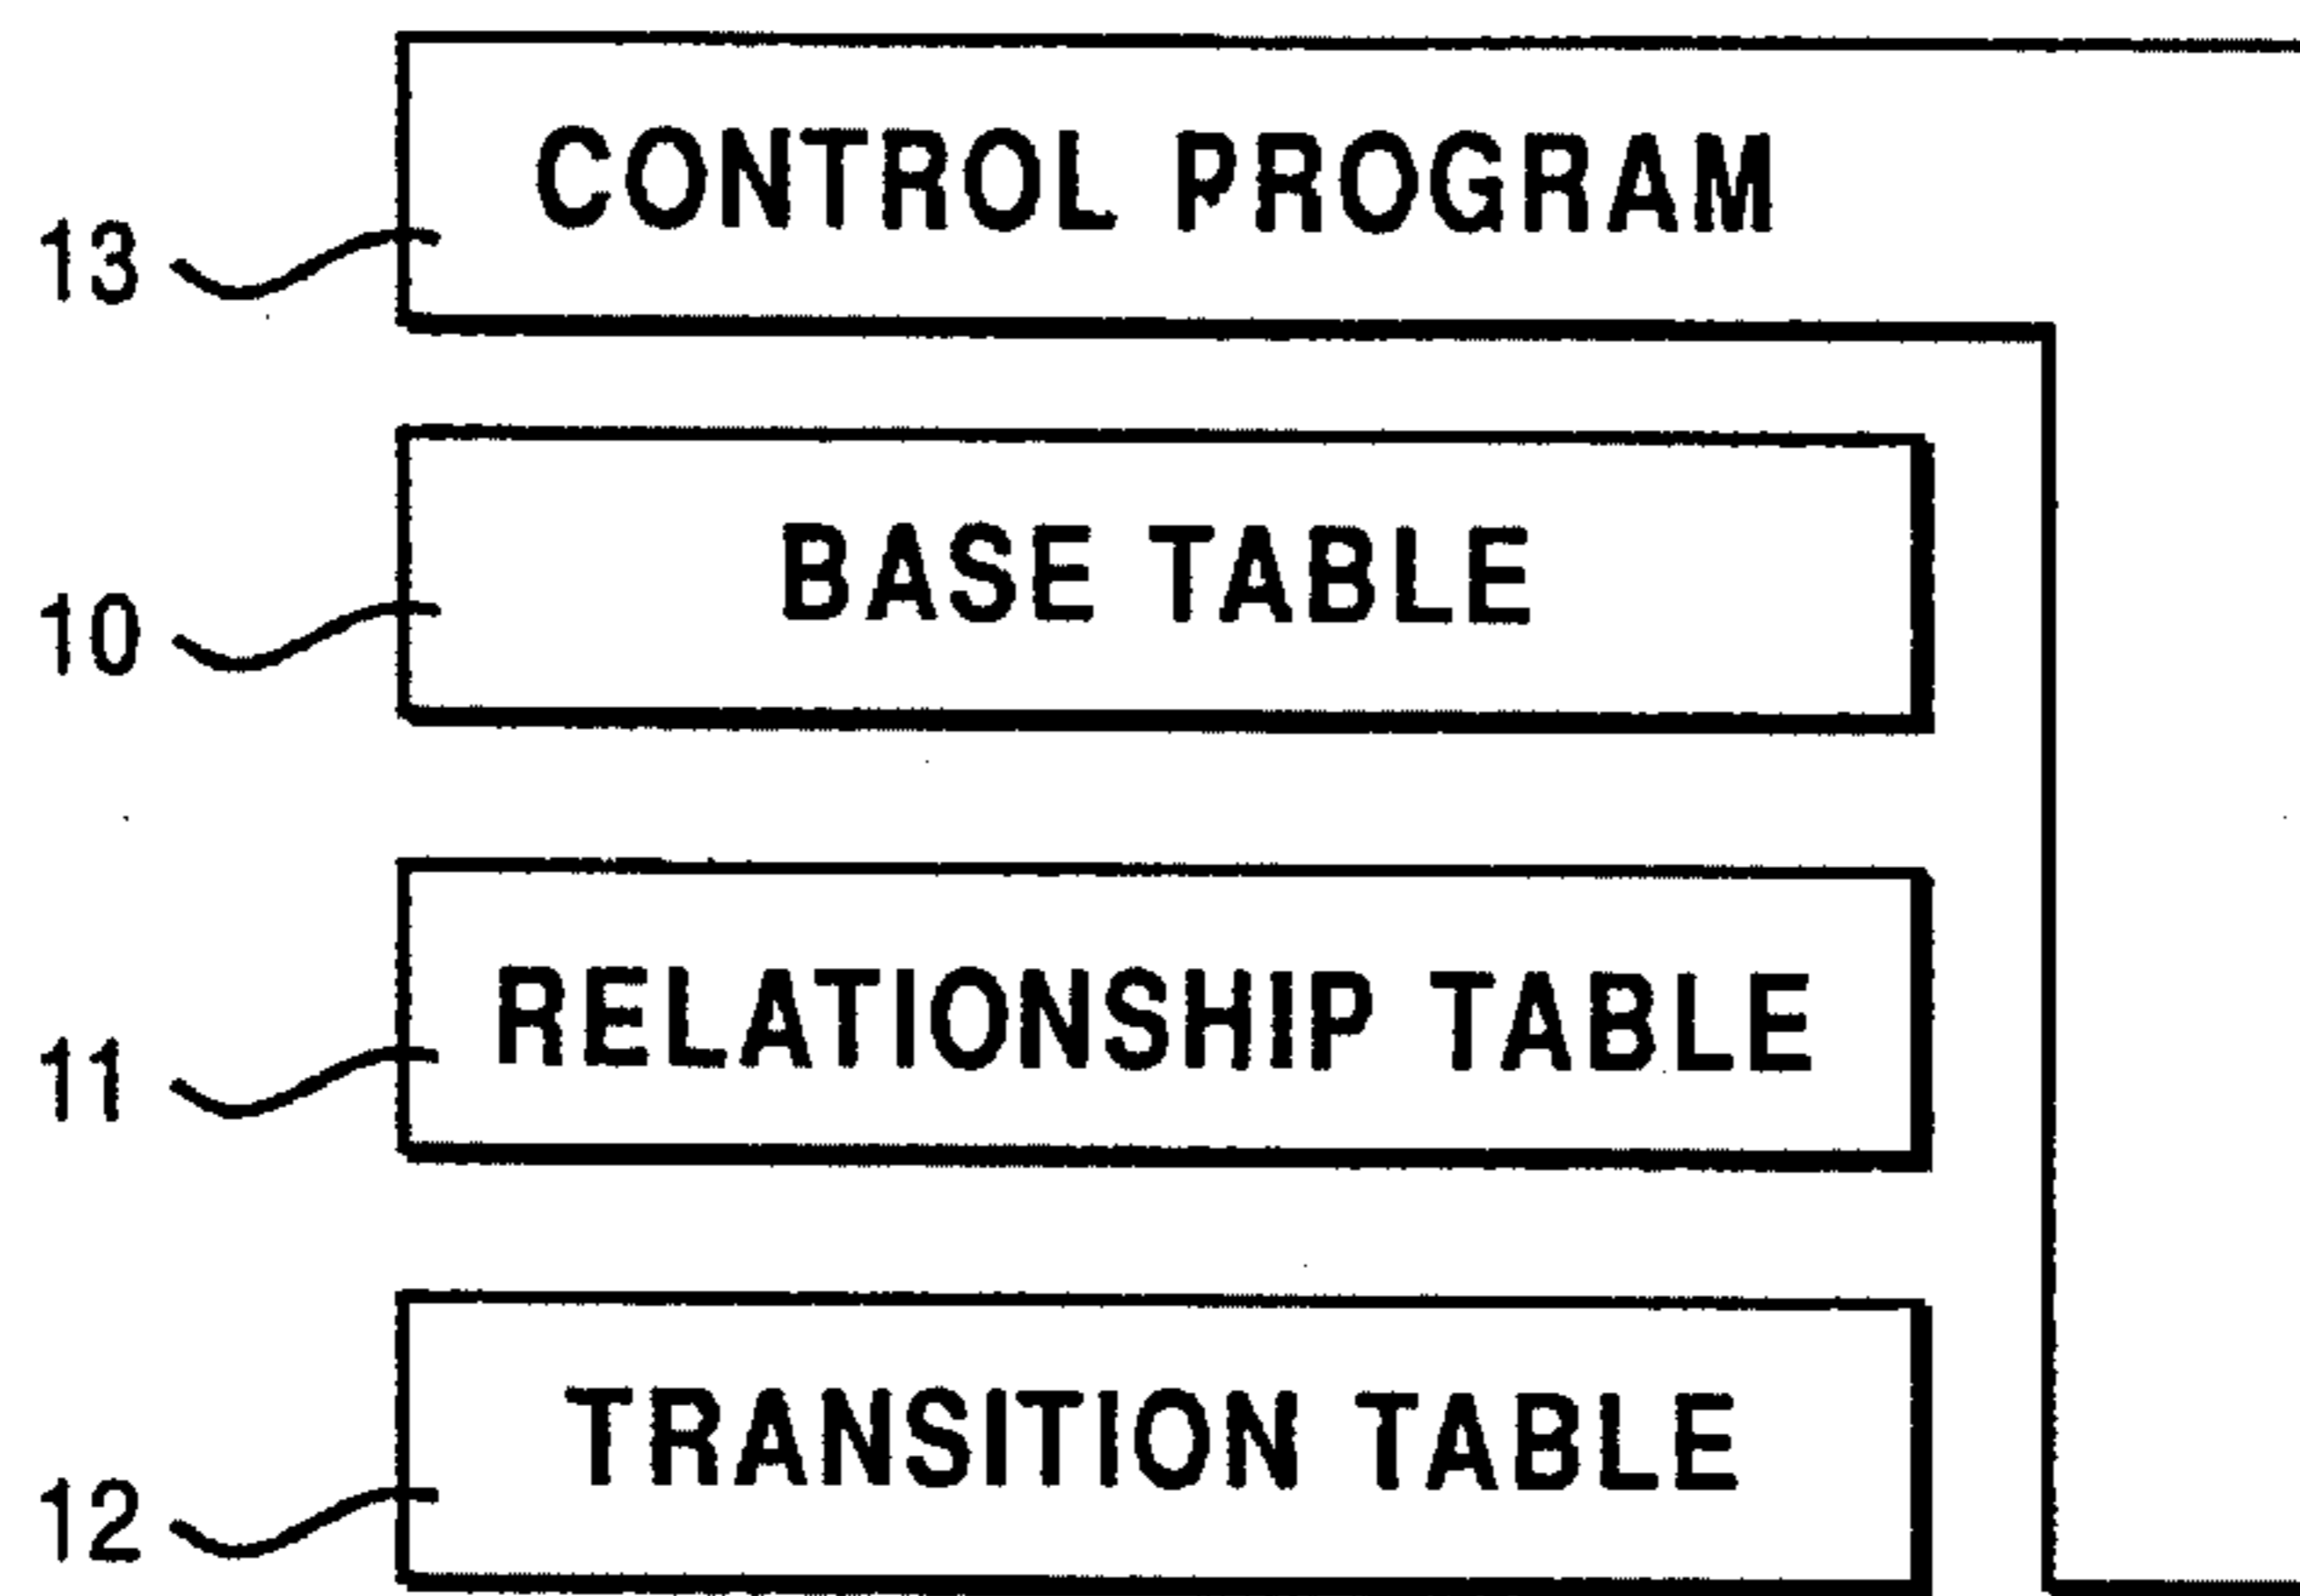 CONTROL PROGRAM
13
BASE TABLE
10
RELATIONSHIP TABLE
11
TRANSITION TABLE
12